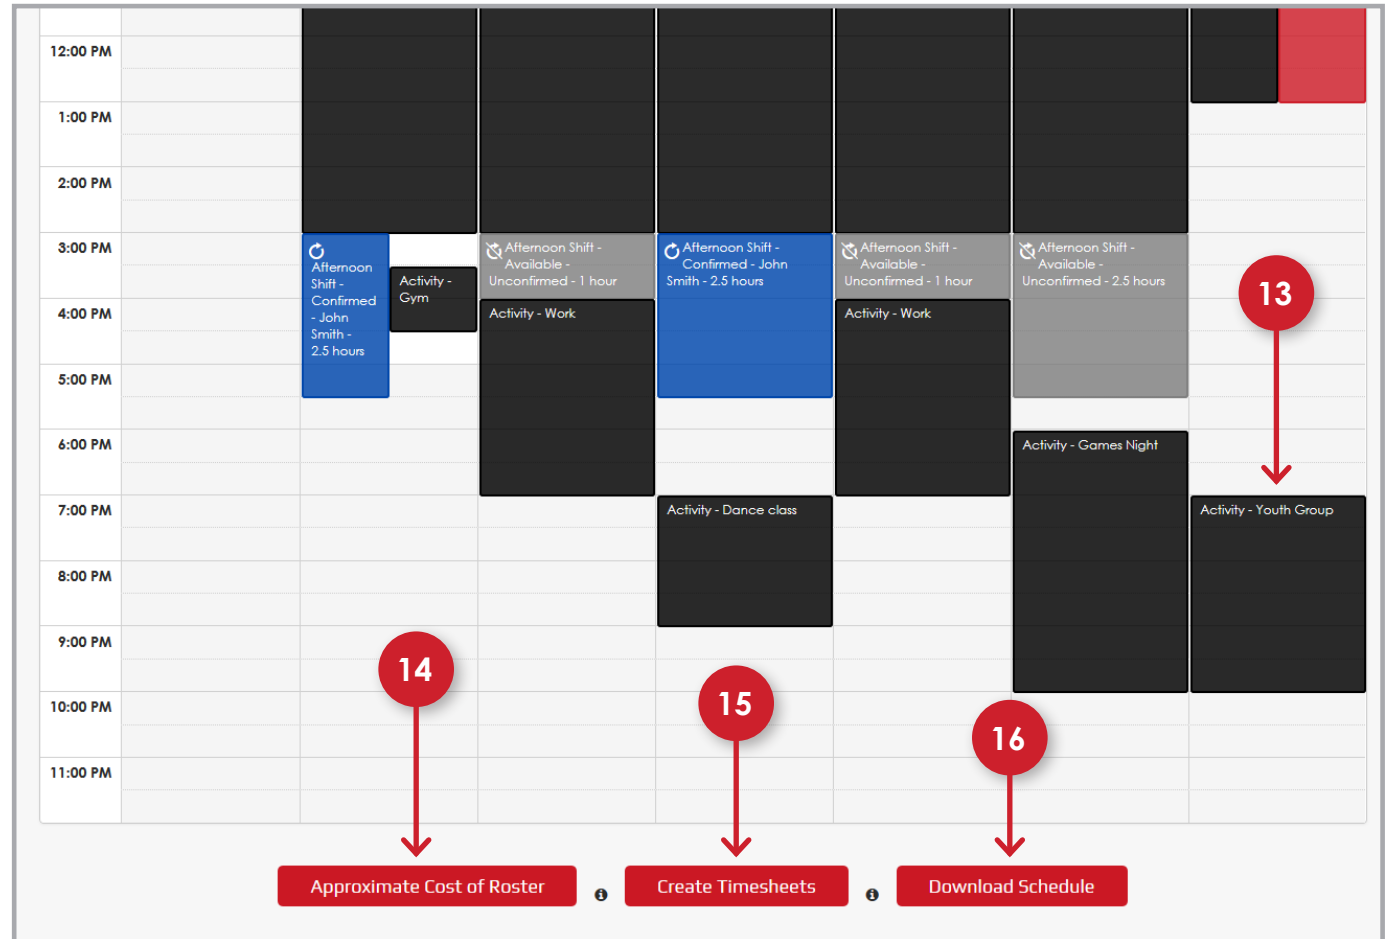 12:00 PM
1:00 PM
2:00 PM
3:00 PM
Afternoon
Shift -
Confirmed
- John
Smith -
2.5 hours
Activity -
Gym
Afternoon Shift -
Available -
Unconfirmed - 1 hour
Afternoon Shift -
Confirmed - John
Smith - 2.5 hours
Afternoon Shift -
Available -
Unconfirmed - 1 hour
Afternoon Shift -
Available -
Unconfirmed - 2.5 hours
13
4:00 PM
Activity - Work
Activity - Work
5:00 PM
6:00 PM
Activity - Games Night
7:00 PM
Activity - Dance class
Activity - Youth Group
8:00 PM
9:00 PM
14
15
16
10:00 PM
11:00 PM
Approximate Cost of Roster
Create Timesheets
Download Schedule